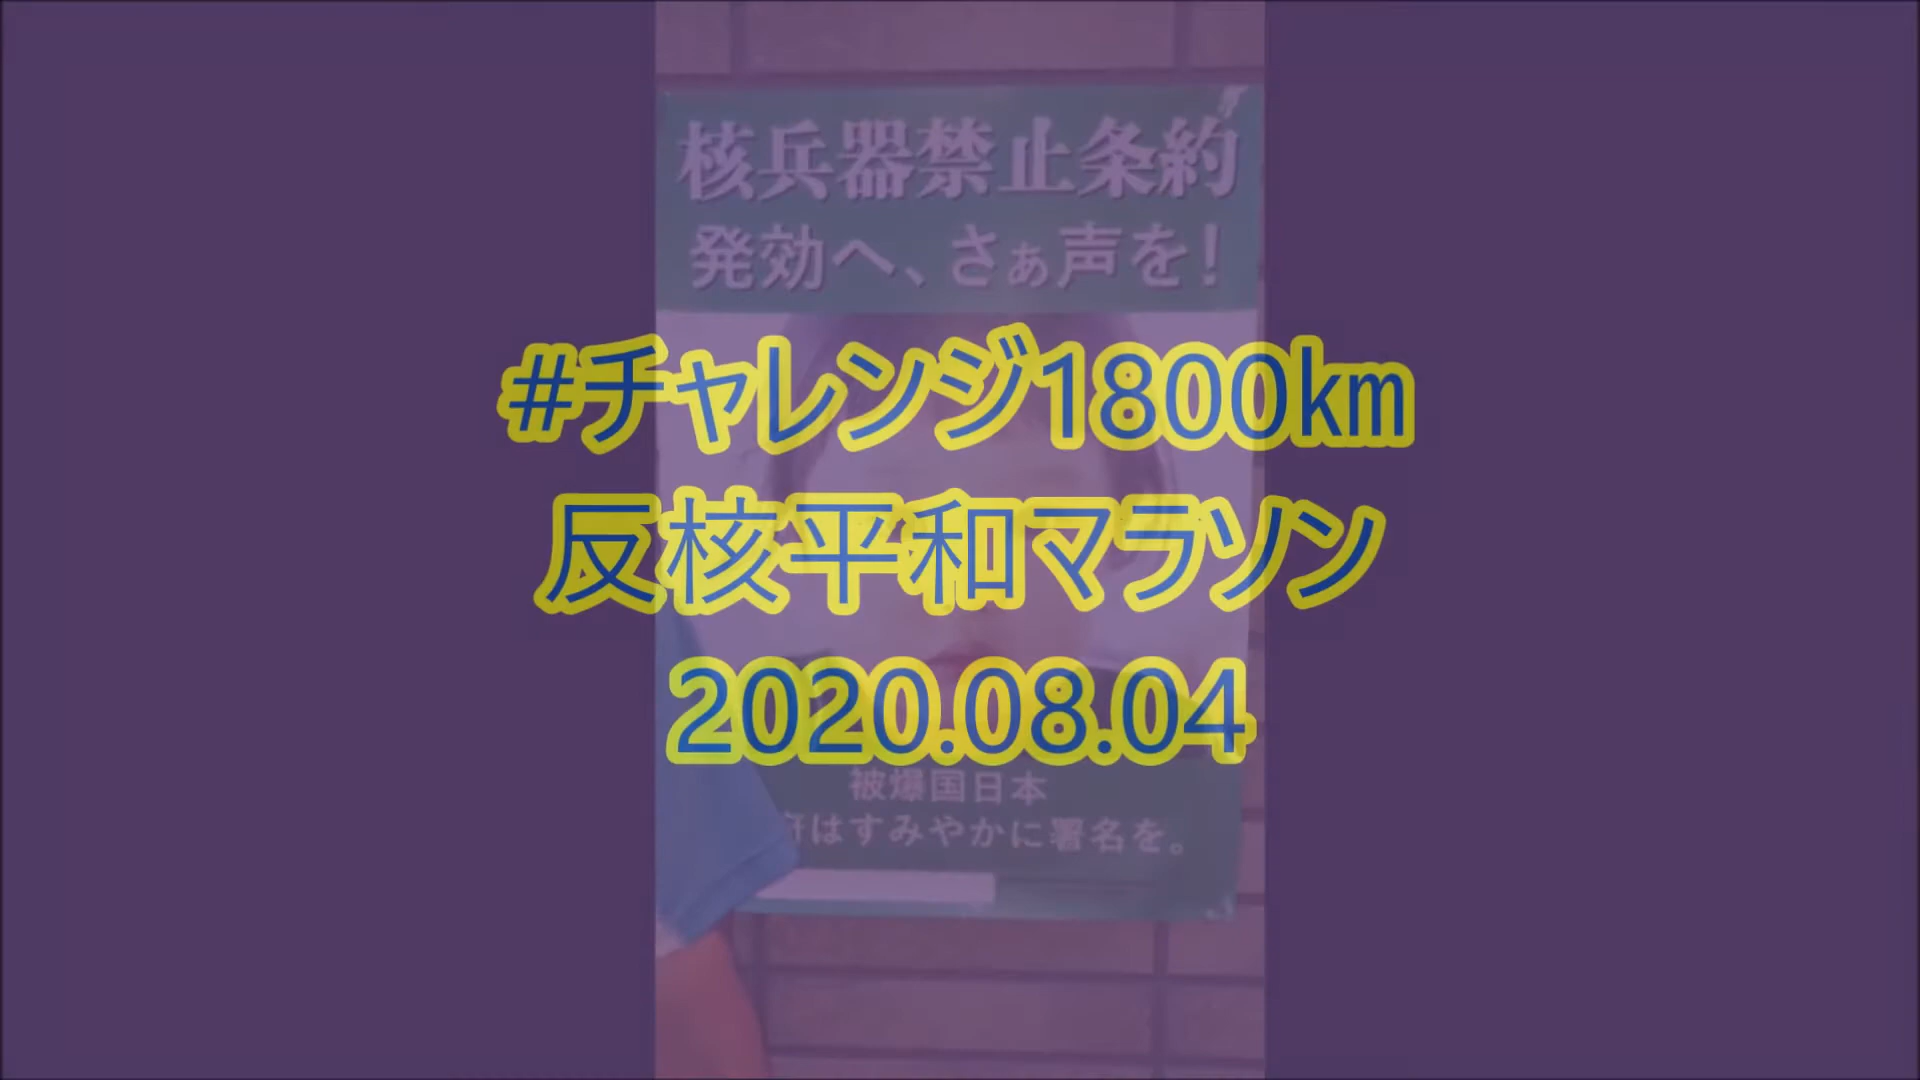 核兵器禁止条約
発効へ、さぁ声を!
#チャレンジ1800km
反核平和マラソン
2020.08.04
被爆国日本
府はすみやかに署名を。